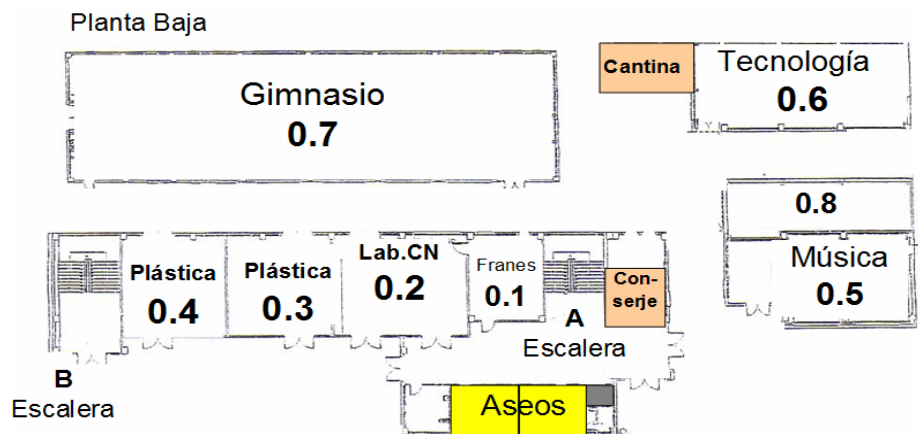 Planta Baja
Gimnasio
0.7
Cantina
Tecnología
0.6
0.8
Música
0.5
Plástica
0.4
Plástica
0.3
Lab.CN
0.2
Franes
0.1
Con-
serje
A
Escalera
B
Escalera
Aseos